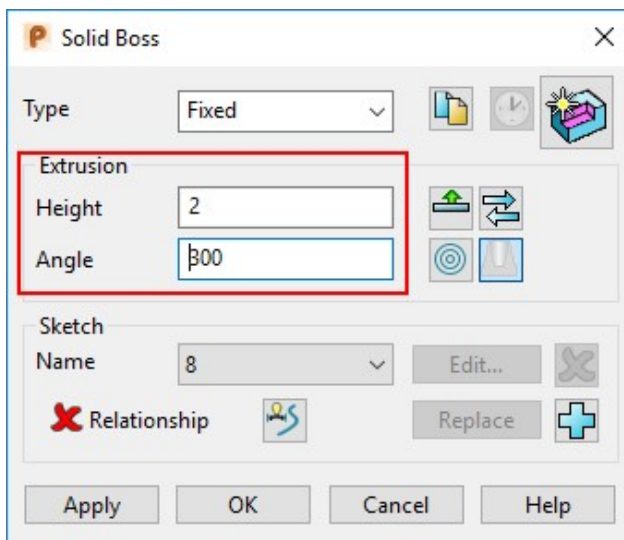 P Solid Boss
Type Fixed
Extrusion
Height 2
Angle 300
Sketch
Name 8 Edit...
Relationship Replace
Apply OK Cancel Help